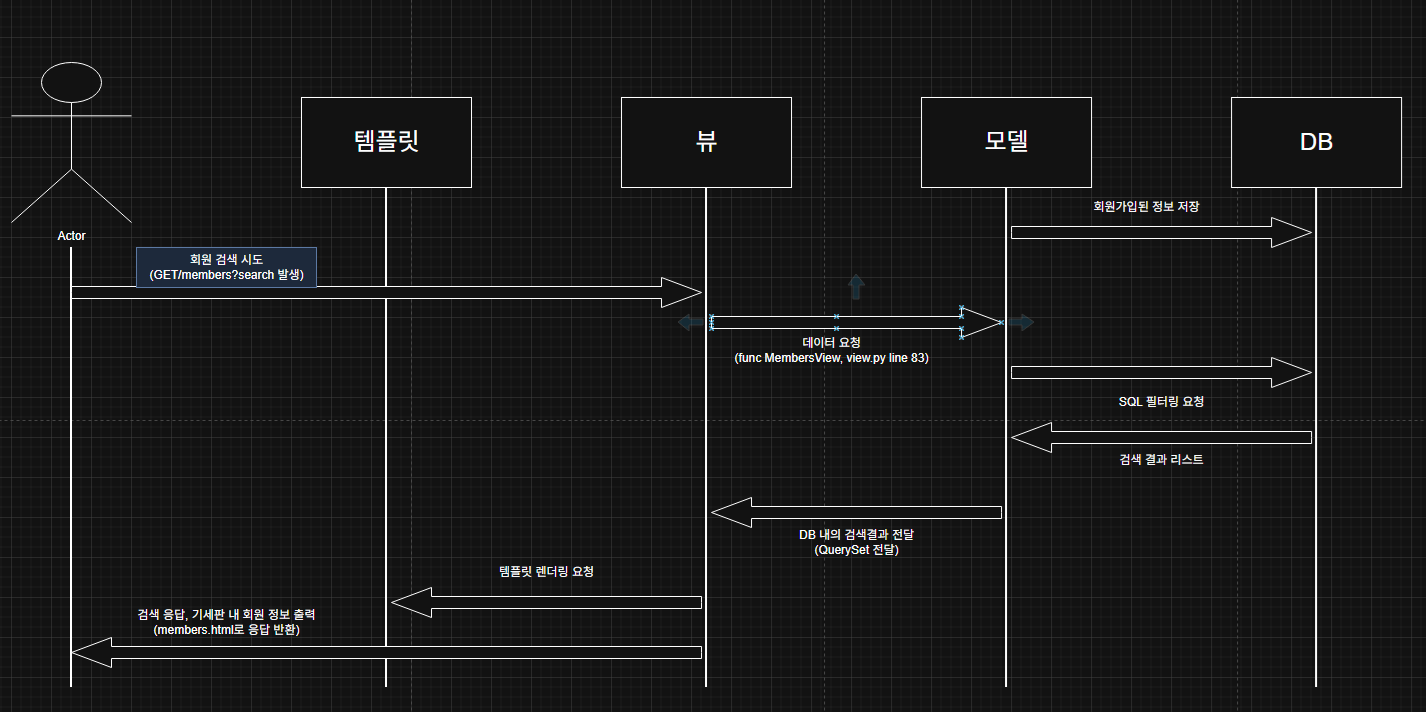 템플릿
뷰
모델
DB
Actor
회원가입된 정보 저장
회원 검색 시도
(GET/members?search 발생)
데이터 요청
(func MembersView, view.py line 83)
SQL 필터링 요청
검색 결과 리스트
DB 내의 검색결과 전달
(QuerySet 전달)
템플릿 렌더링 요청
검색 응답, 기세판 내 회원 정보 출력
(members.html로 응답 반환)